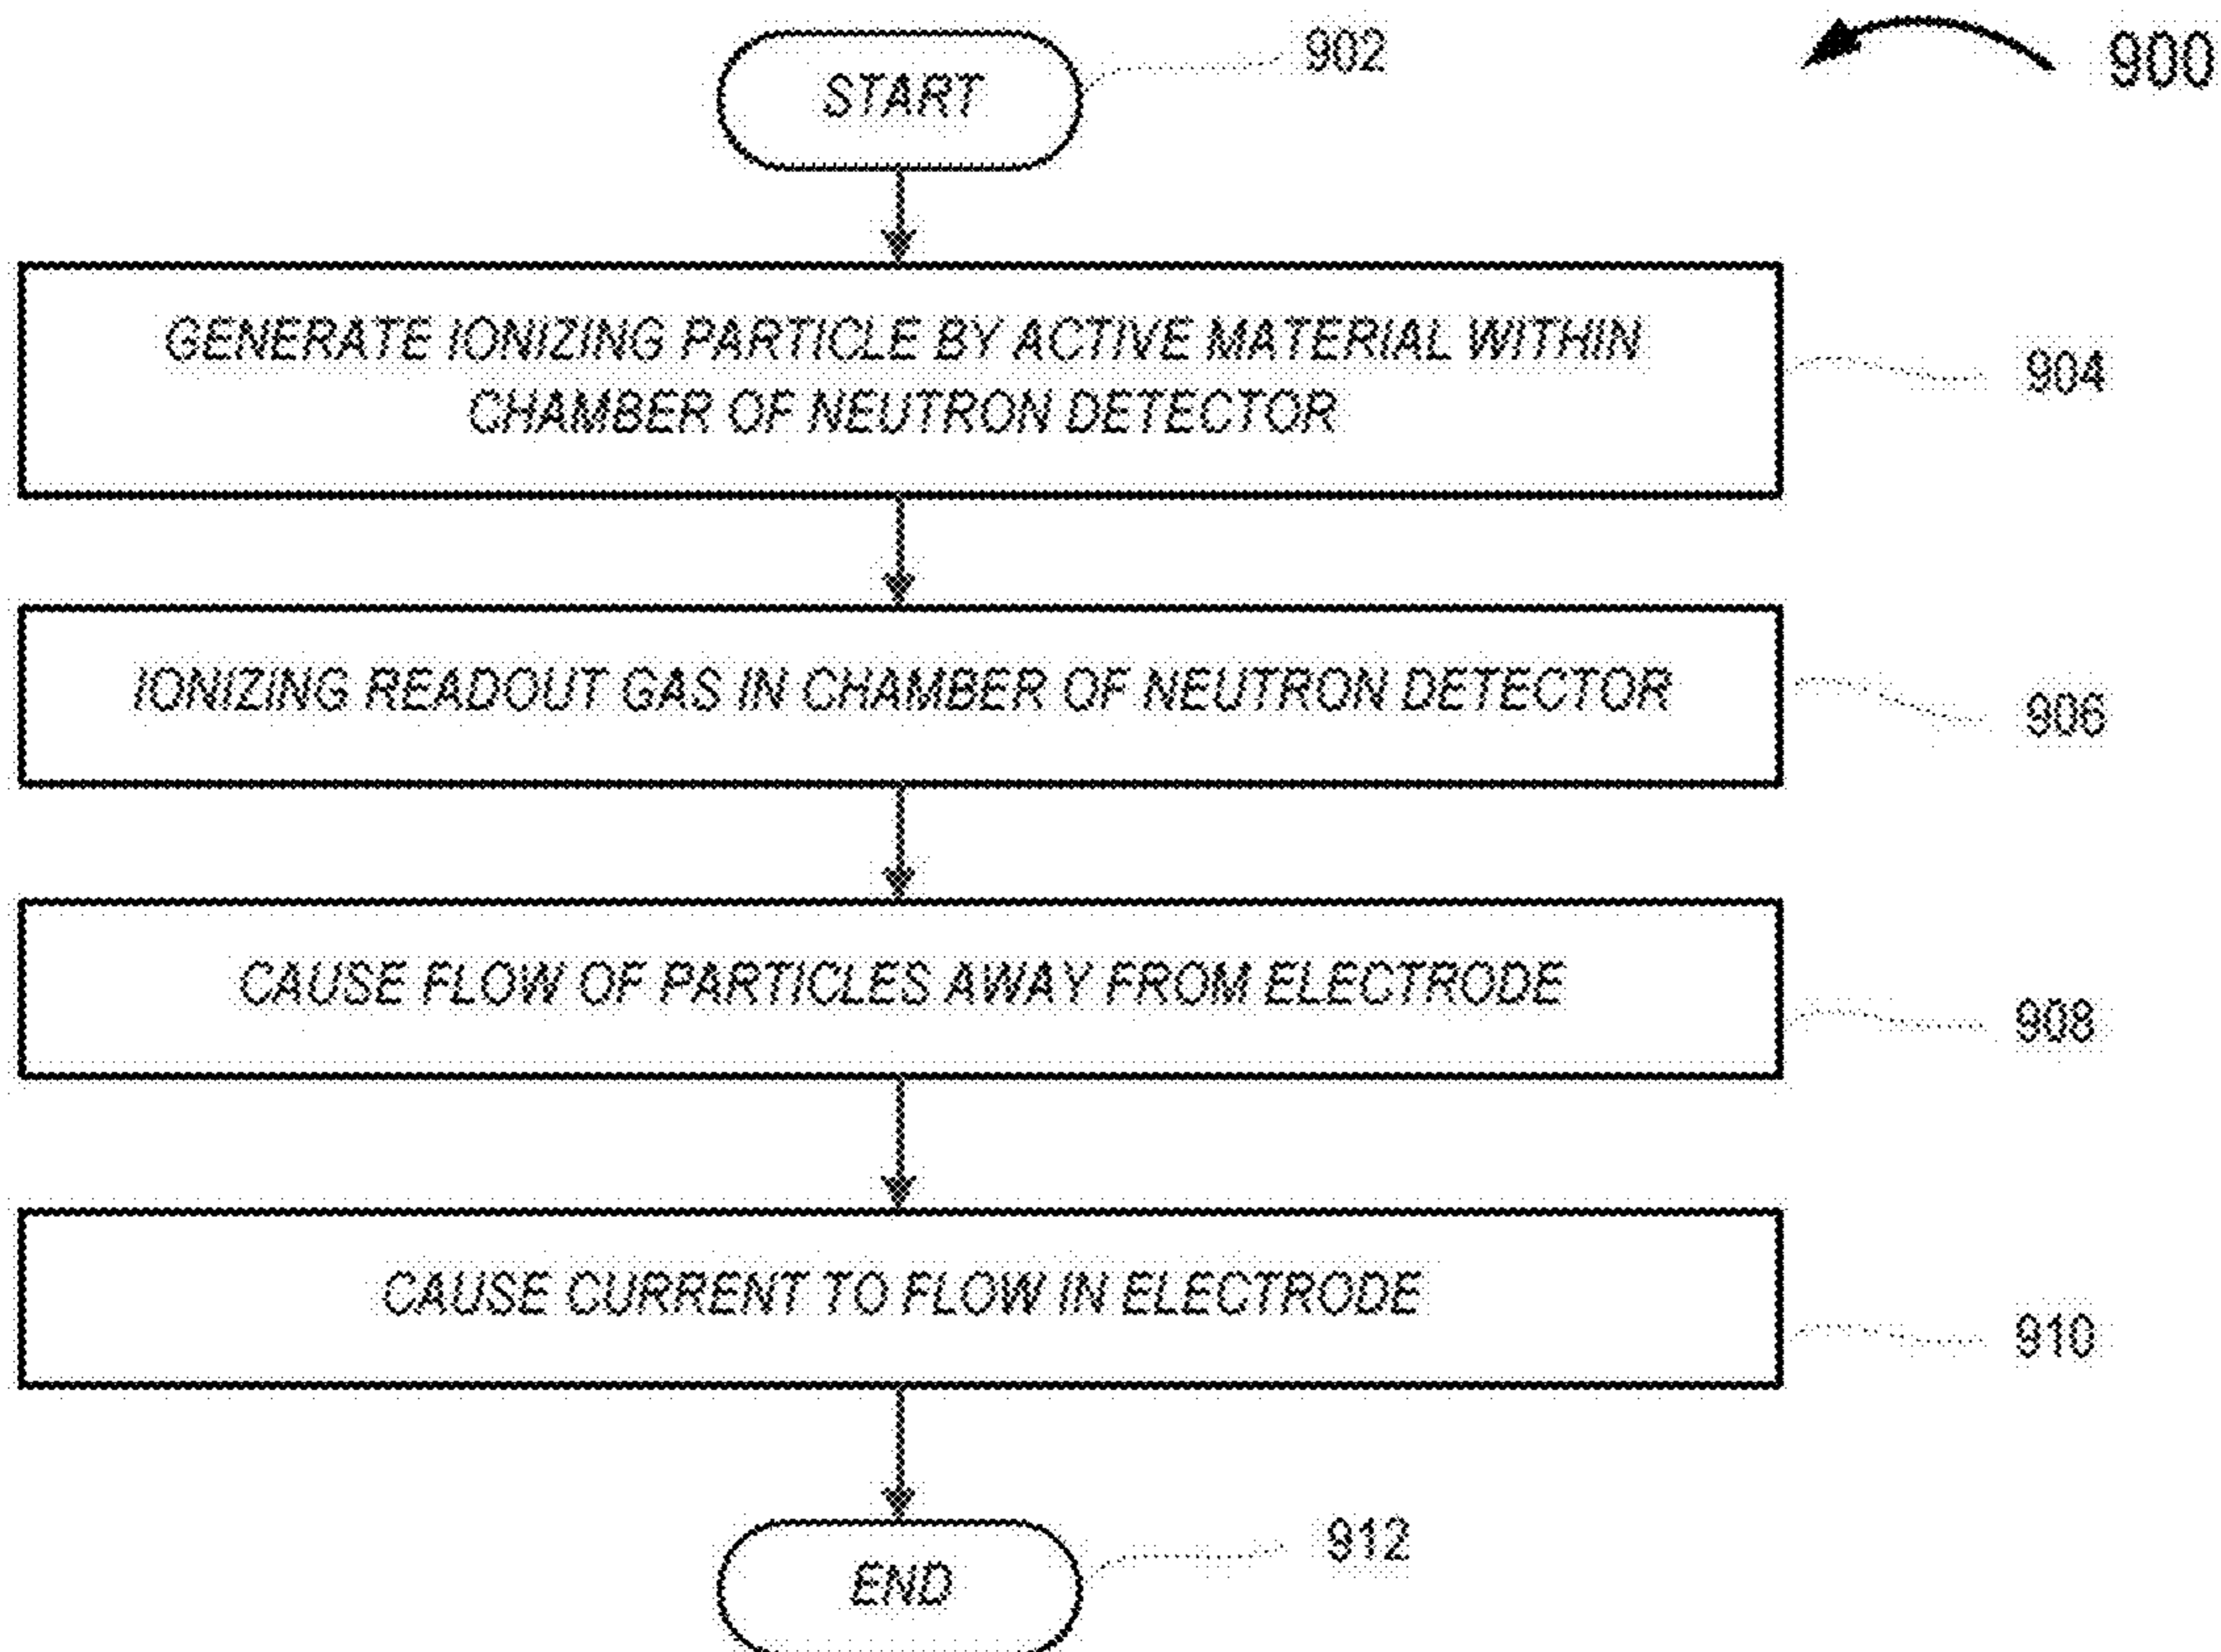 START
902
900
GENERATE IONIZING PARTICLE BY ACTIVE MATERIAL WITHIN
CHAMBER OF NEUTRON DETECTOR
904
IONIZING READOUT GAS IN CHAMBER OF NEUTRON DETECTOR
906
CAUSE FLOW OF PARTICLES AWAY FROM ELECTRODE
908
CAUSE CURRENT TO FLOW IN ELECTRODE
910
END
912